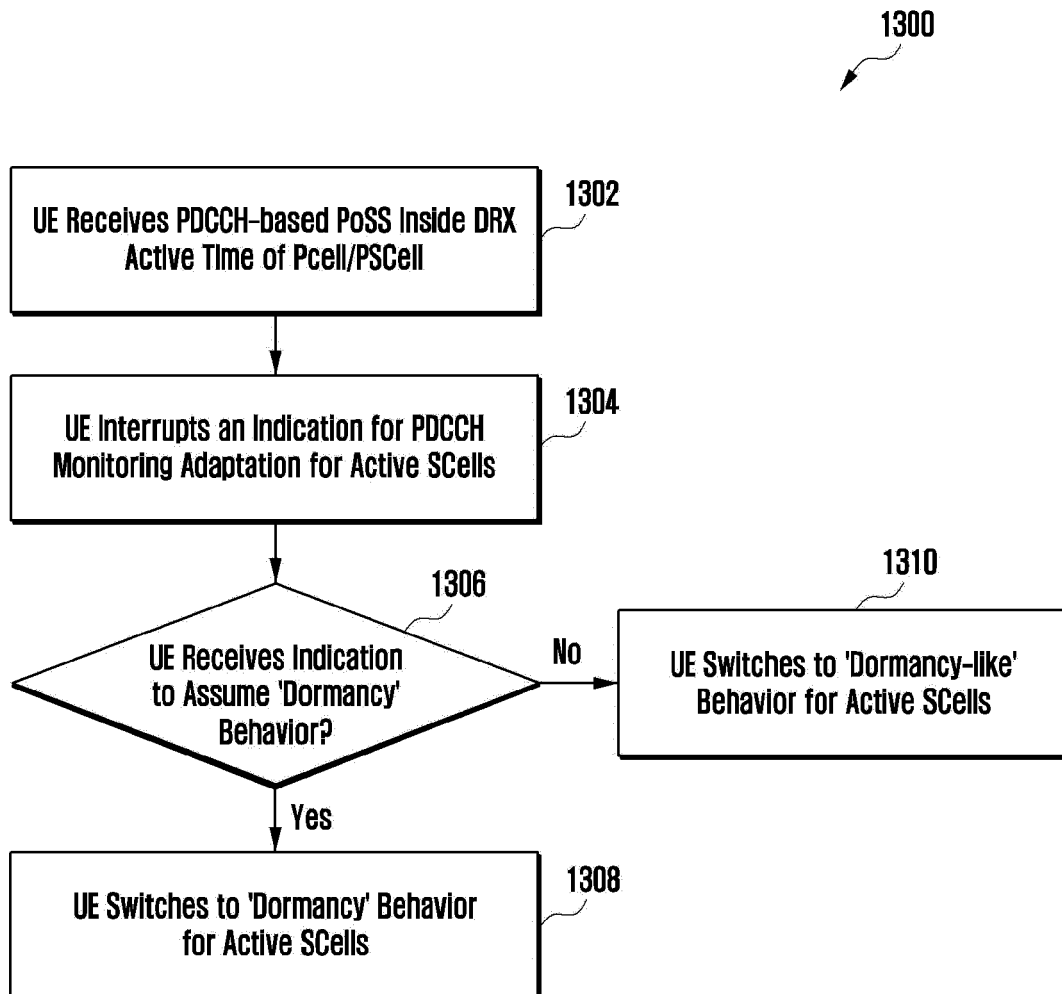 1300
1302
UE Receives PDCCH-based PoSS Inside DRX
Active Time of Pcell/PSCell
1304
UE Interrupts an Indication for PDCCH
Monitoring Adaptation for Active SCells
1306
UE Receives Indication
to Assume 'Dormancy'
Behavior?
No
1310
UE Switches to 'Dormancy-like'
Behavior for Active SCells
Yes
1308
UE Switches to 'Dormancy' Behavior
for Active SCells